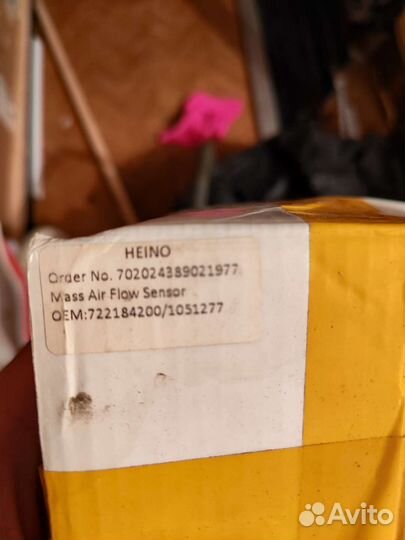 HEINO
Order No. 702024389021977
Mass Air Flow Sensor
OEM:722184200/1051277
Avito